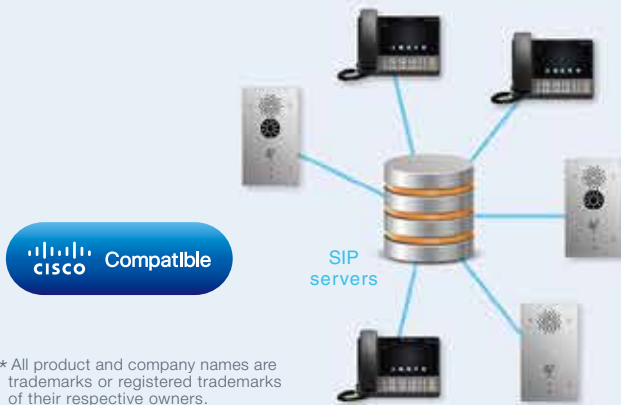 SIP
servers
CISCO Compatible
* All product and company names are
trademarks or registered trademarks
of their respective owners.